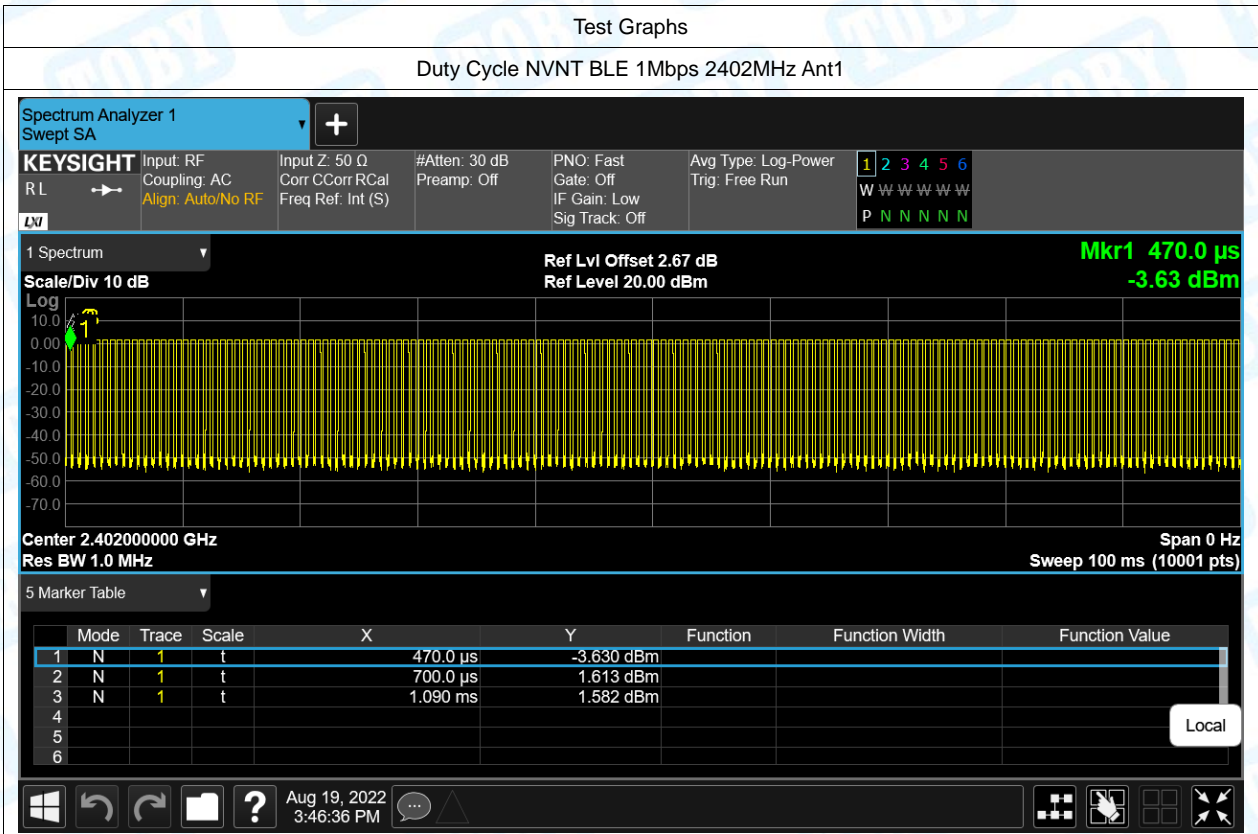 Test Graphs
Duty Cycle NVNT BLE 1Mbps 2402MHz Ant1
Spectrum Analyzer 1
Swept SA
+
KEYSIGHT
R L
LXI
Input: RF
Coupling: AC
Align: Auto/No RF
Input Z: 50 Ω
Corr CCorr RCal
Freq Ref: Int (S)
#Atten: 30 dB
Preamp: Off
PNO: Fast
Gate: Off
IF Gain: Low
Sig Track: Off
Avg Type: Log-Power
Trig: Free Run
1 2 3 4 5 6
W W W W W W
P N N N N N
1 Spectrum
Scale/Div 10 dB
Ref Lvl Offset 2.67 dB
Ref Level 20.00 dBm
Mkr1 470.0 µs
-3.63 dBm
Log
10.0
0.00
-10.0
-20.0
-30.0
-40.0
-50.0
-60.0
-70.0
1
Center 2.402000000 GHz
Res BW 1.0 MHz
Span 0 Hz
Sweep 100 ms (10001 pts)
5 Marker Table
Mode Trace Scale X Y Function Function Width Function Value
1 N 1 t 470.0 µs -3.630 dBm
2 N 1 t 700.0 µs 1.613 dBm
3 N 1 t 1.090 ms 1.582 dBm
4
5
6
Local
?
Aug 19, 2022
3:46:36 PM
TOBY